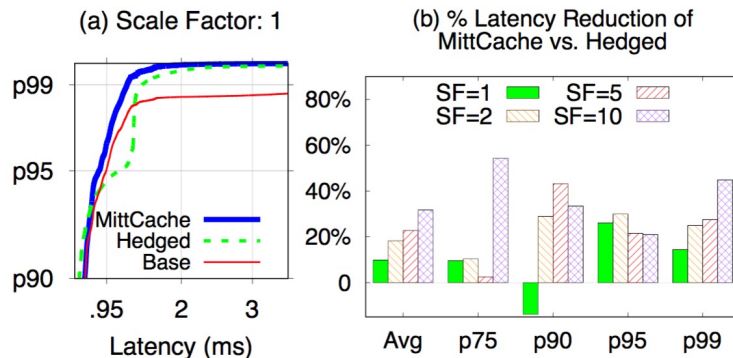 (a) Scale Factor: 1
p99
p95
p90
MittCache
Hedged
Base
.95 2 3
Latency (ms)
(b) % Latency Reduction of
MittCache vs. Hedged
80%
60%
40%
20%
0
SF=1 SF=5
SF=2 SF=10
Avg p75 p90 p95 p99